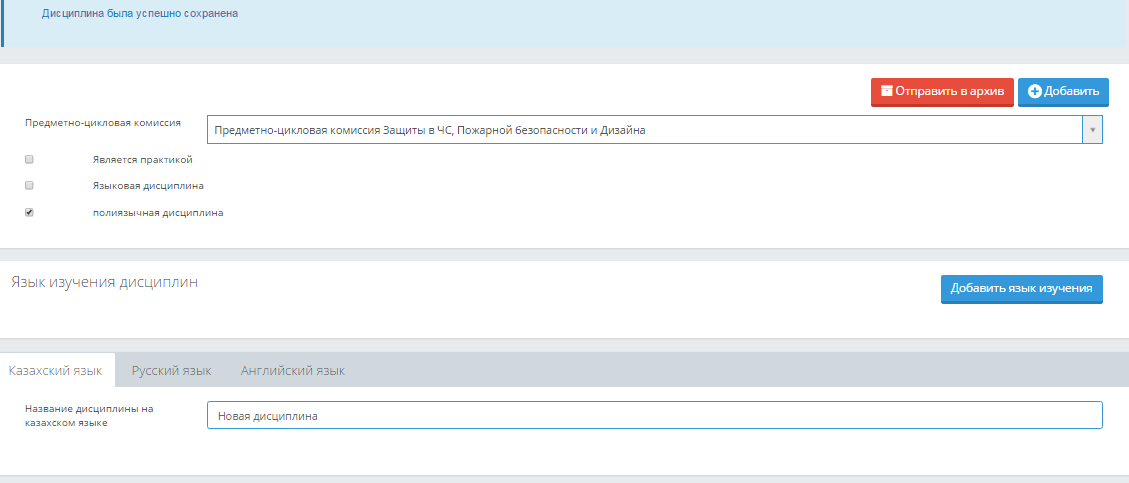 Дисциплина была успешно сохранена
Отправить в архив
Добавить
Предметно-цикловая комиссия
Предметно-цикловая комиссия Защиты в ЧС, Пожарной безопасности и Дизайна
Является практикой
Языковая дисциплина
полиязычная дисциплина
Язык изучения дисциплин
Добавить язык изучения
Казахский язык
Русский язык
Английский язык
Название дисциплины на
казахском языке
Новая дисциплина